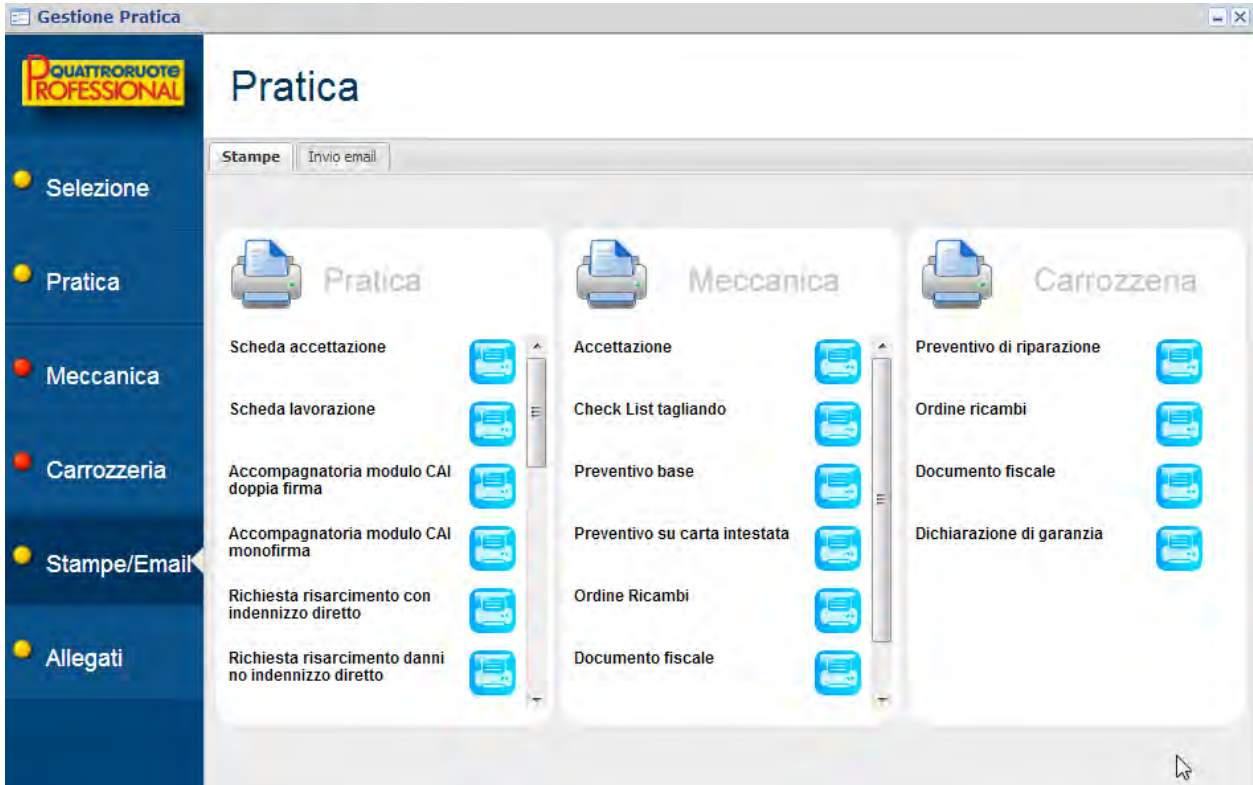 Gestione Pratica
QUATTRORUOTE
PROFESSIONAL
Pratica
Stampe
Invio email
Selezione
Pratica
Meccanica
Carrozzeria
Stampe/Email
Allegati
Pratica
Scheda accettazione
Scheda lavorazione
Accompagnatoria modulo CAI
doppia firma
Accompagnatoria modulo CAI
monofirma
Richiesta risarcimento con
indennizzo diretto
Richiesta risarcimento danni
no indennizzo diretto
Meccanica
Accettazione
Check List tagliando
Preventivo base
Preventivo su carta intestata
Ordine Ricambi
Documento fiscale
Carrozzeria
Preventivo di riparazione
Ordine ricambi
Documento fiscale
Dichiarazione di garanzia